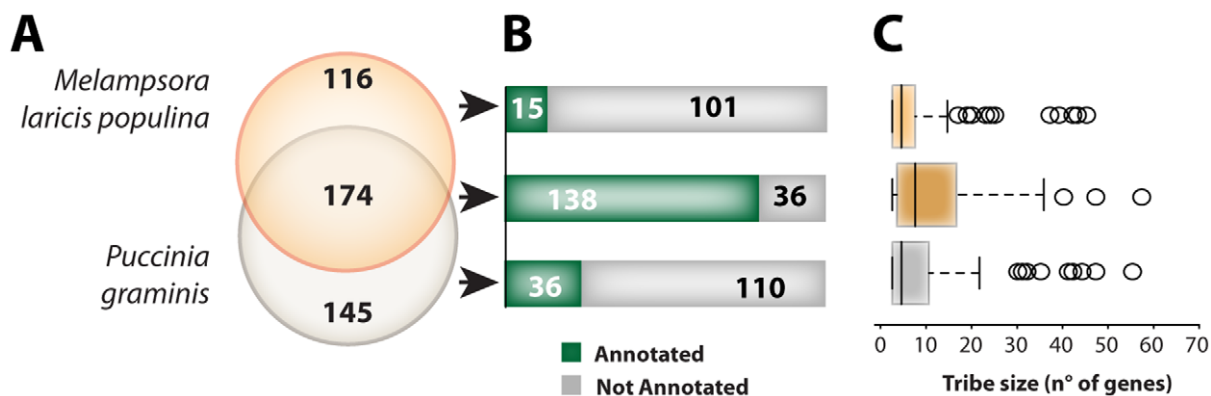 A
B
C
Melampsora
laricis populina
116
174
145
Puccinia
graminis
15
101
138
36
36
110
Annotated
Not Annotated
0 10 20 30 40 50 60 70
Tribe size (n° of genes)